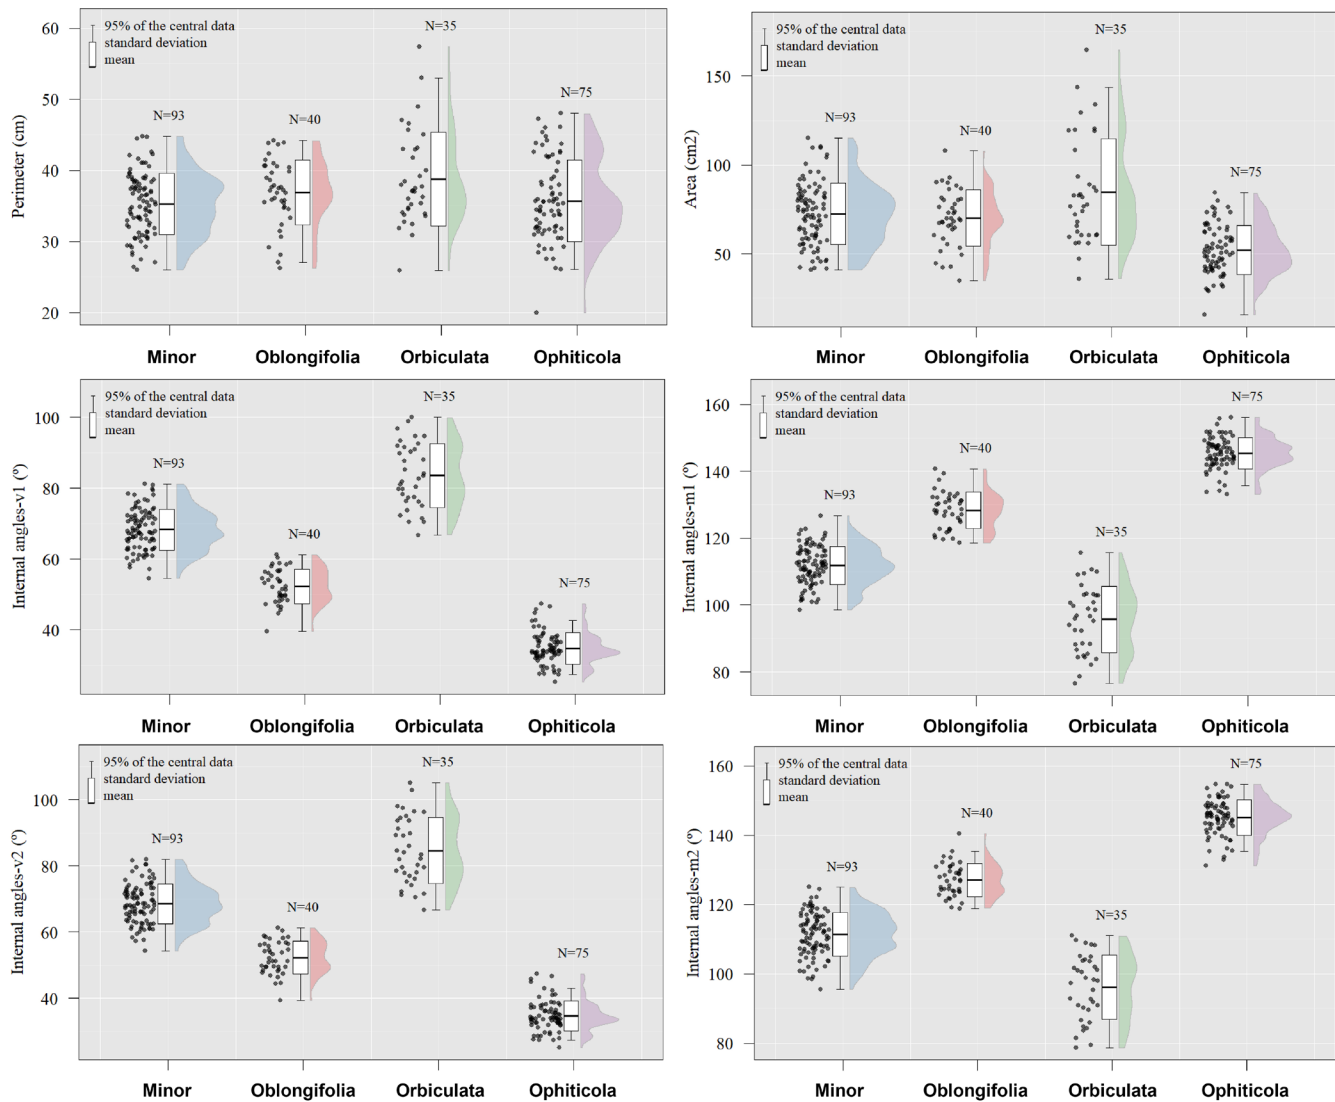 95% of the central data
standard deviation
mean
N=93
N=40
N=35
N=75
60
50
40
30
20
Perimeter (cm)
Minor
Oblongifolia
Orbiculata
Ophiticola
95% of the central data
standard deviation
mean
N=93
N=40
N=35
N=75
150
100
50
Area (cm2)
Minor
Oblongifolia
Orbiculata
Ophiticola
95% of the central data
standard deviation
mean
N=93
N=40
N=35
N=75
100
80
60
40
Internal angles-v1 (º)
Minor
Oblongifolia
Orbiculata
Ophiticola
95% of the central data
standard deviation
mean
N=93
N=40
N=35
N=75
160
140
120
100
80
Internal angles-m1 (º)
Minor
Oblongifolia
Orbiculata
Ophiticola
95% of the central data
standard deviation
mean
N=93
N=40
N=35
N=75
100
80
60
40
Internal angles-v2 (º)
Minor
Oblongifolia
Orbiculata
Ophiticola
95% of the central data
standard deviation
mean
N=93
N=40
N=35
N=75
160
140
120
100
80
Internal angles-m2 (º)
Minor
Oblongifolia
Orbiculata
Ophiticola